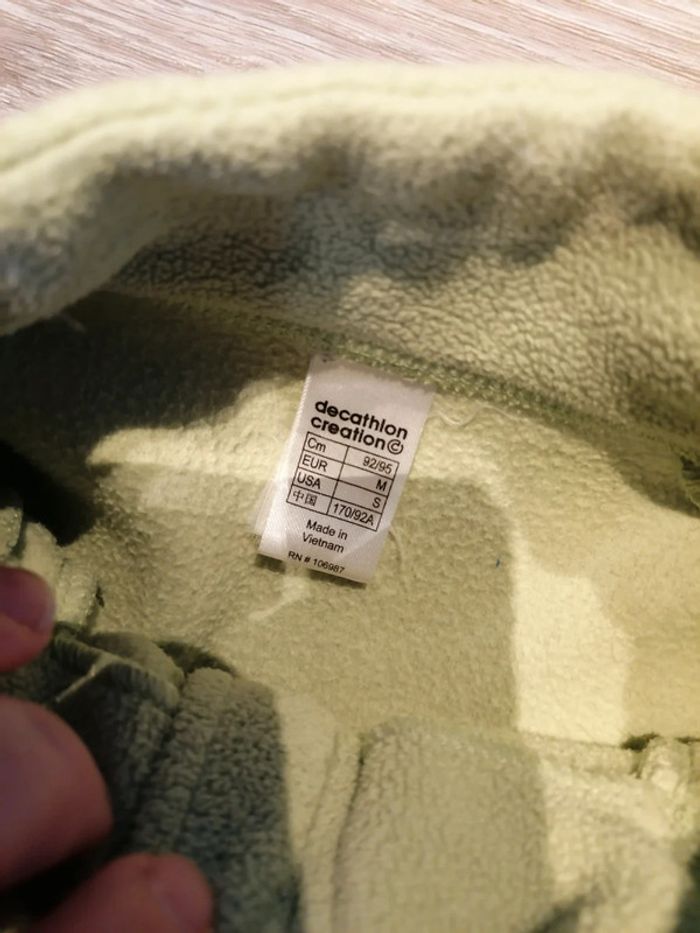 decathlon
creation©
Cm 92/95
EUR M
USA S
中国 170/92A
Made in
Vietnam
RN # 106987